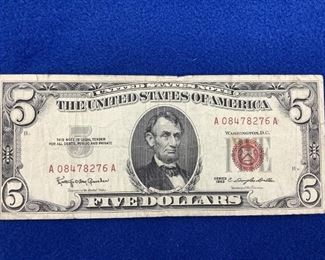 UNITED STATES NOTE
5 THE UNITED STATES OF AMERICA 5
A 08478276 A
THIS NOTE IS LEGAL TENDER
FOR ALL DEBTS, PUBLIC AND PRIVATE
WASHINGTON, D.C.
A 08478276 A
SERIES
5 FIVE DOLLARS 5